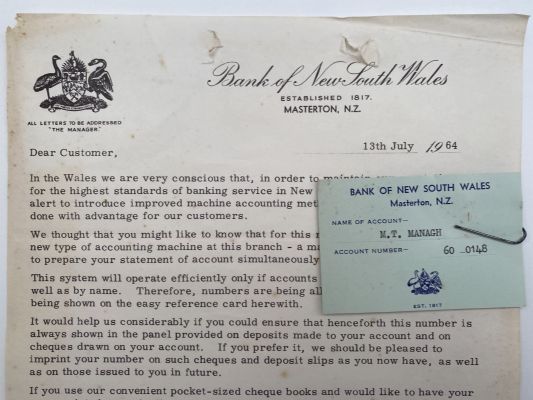 Bank of New South Wales
ESTABLISHED 1817.
MASTERTON, N.Z.
ALL LETTERS TO BE ADDRESSED
"THE MANAGER."
13th July 1964
Dear Customer,
In the Wales we are very conscious that, in order to maintain
for the highest standards of banking service in New
alert to introduce improved machine accounting met
done with advantage for our customers.
We thought that you might like to know that for this
new type of accounting machine at this branch - a
to prepare your statement of account simultaneously
This system will operate efficiently only if accounts
well as by name. Therefore, numbers are being all
being shown on the easy reference card herewith.
It would help us considerably if you could ensure that henceforth this number is
always shown in the panel provided on deposits made to your account and on
cheques drawn on your account. If you prefer it, we should be pleased to
imprint your number on such cheques and deposit slips as you now have, as well
as on those issued to you in future.
If you use our convenient pocket-sized cheque books and would like to have your
BANK OF NEW SOUTH WALES
Masterton, N.Z.
NAME OF ACCOUNT—
M.T. MANAGH
ACCOUNT NUMBER— 60 0148
EST. 1817